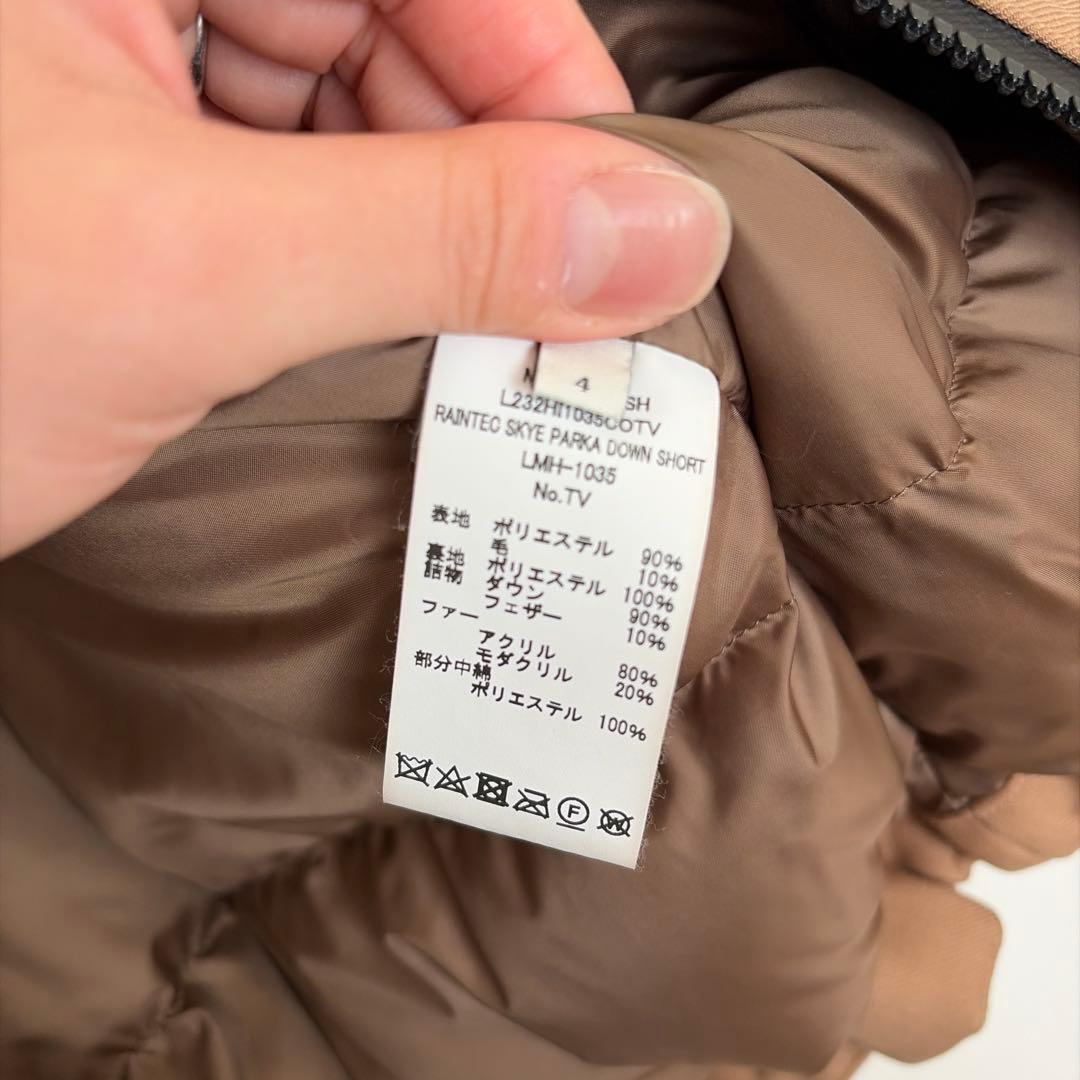 4
SH
L232HI1035COTV
RAINTEC SKYE PARKA DOWN SHORT
LMH-1035
No.TV
表地 ポリエステル 90%
毛 10%
裏地 ポリエステル 100%
詰物 ダウン 90%
フェザー 10%
ファー
アクリル 80%
モダクリル 20%
部分中綿
ポリエステル 100%
F
W